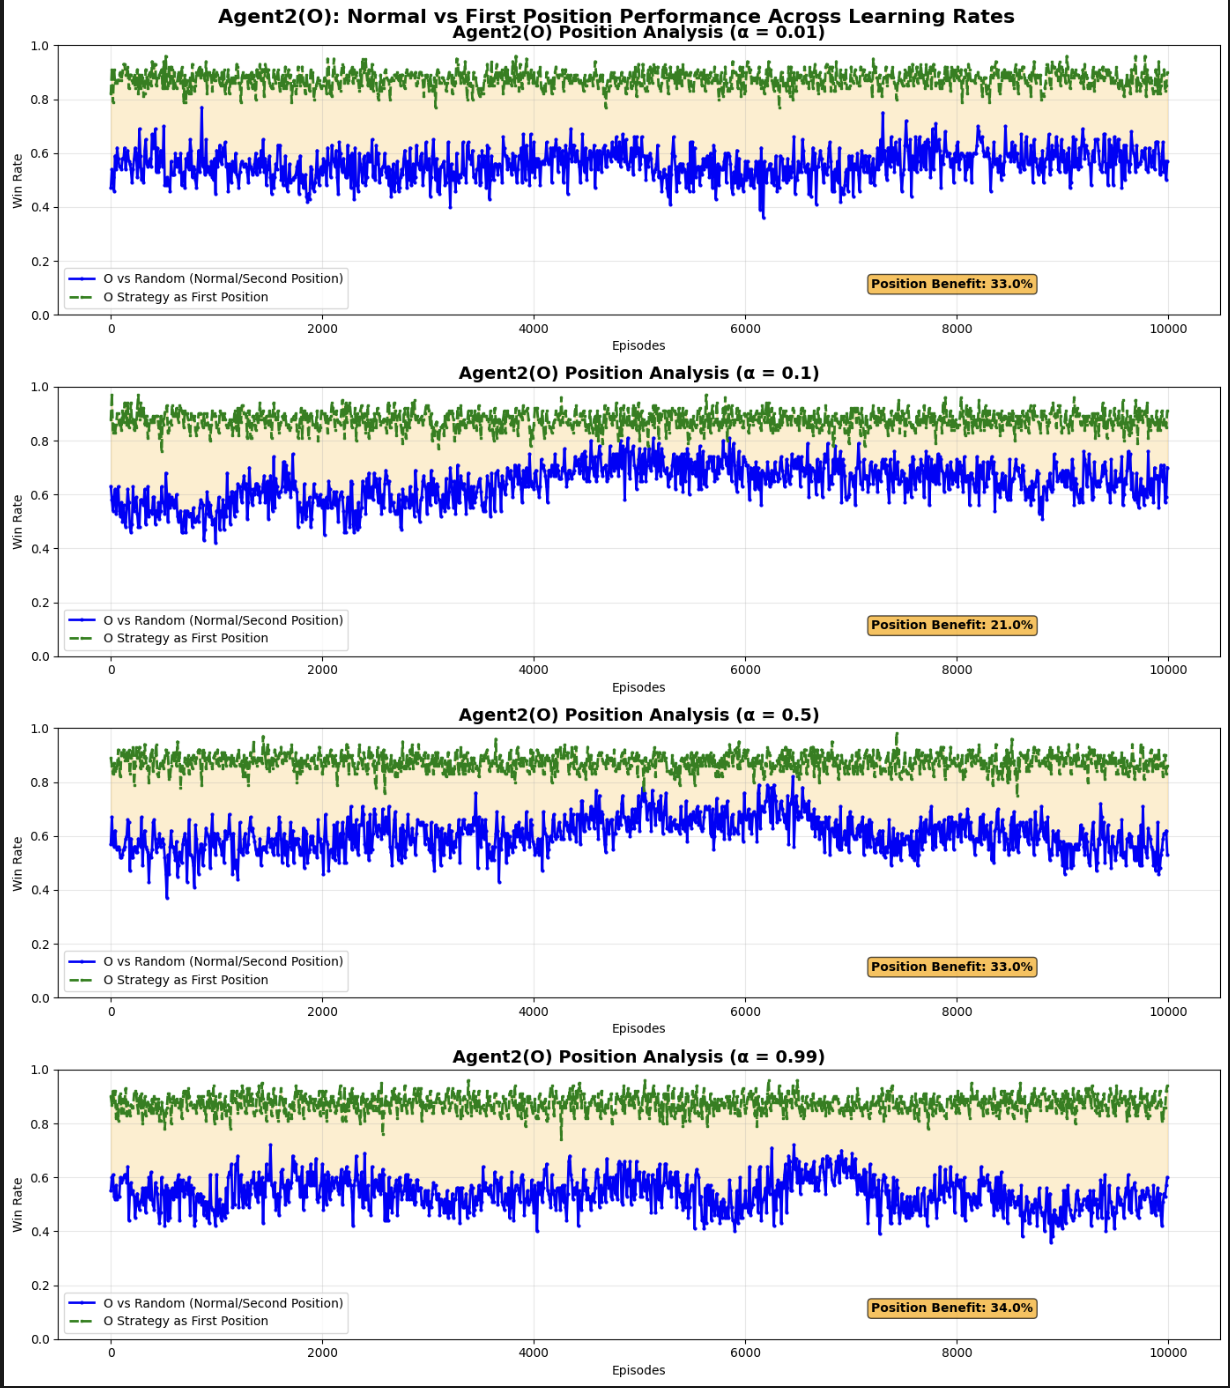 Agent2(O): Normal vs First Position Performance Across Learning Rates
Agent2(O) Position Analysis (α = 0.01)
1.0
0.8
0.6
0.4
0.2
0.0
Win Rate
O vs Random (Normal/Second Position)
O Strategy as First Position
Position Benefit: 33.0%
0 2000 4000 6000 8000 10000
Episodes
Agent2(O) Position Analysis (α = 0.1)
1.0
0.8
0.6
0.4
0.2
0.0
Win Rate
O vs Random (Normal/Second Position)
O Strategy as First Position
Position Benefit: 21.0%
0 2000 4000 6000 8000 10000
Episodes
Agent2(O) Position Analysis (α = 0.5)
1.0
0.8
0.6
0.4
0.2
0.0
Win Rate
O vs Random (Normal/Second Position)
O Strategy as First Position
Position Benefit: 33.0%
0 2000 4000 6000 8000 10000
Episodes
Agent2(O) Position Analysis (α = 0.99)
1.0
0.8
0.6
0.4
0.2
0.0
Win Rate
O vs Random (Normal/Second Position)
O Strategy as First Position
Position Benefit: 34.0%
0 2000 4000 6000 8000 10000
Episodes